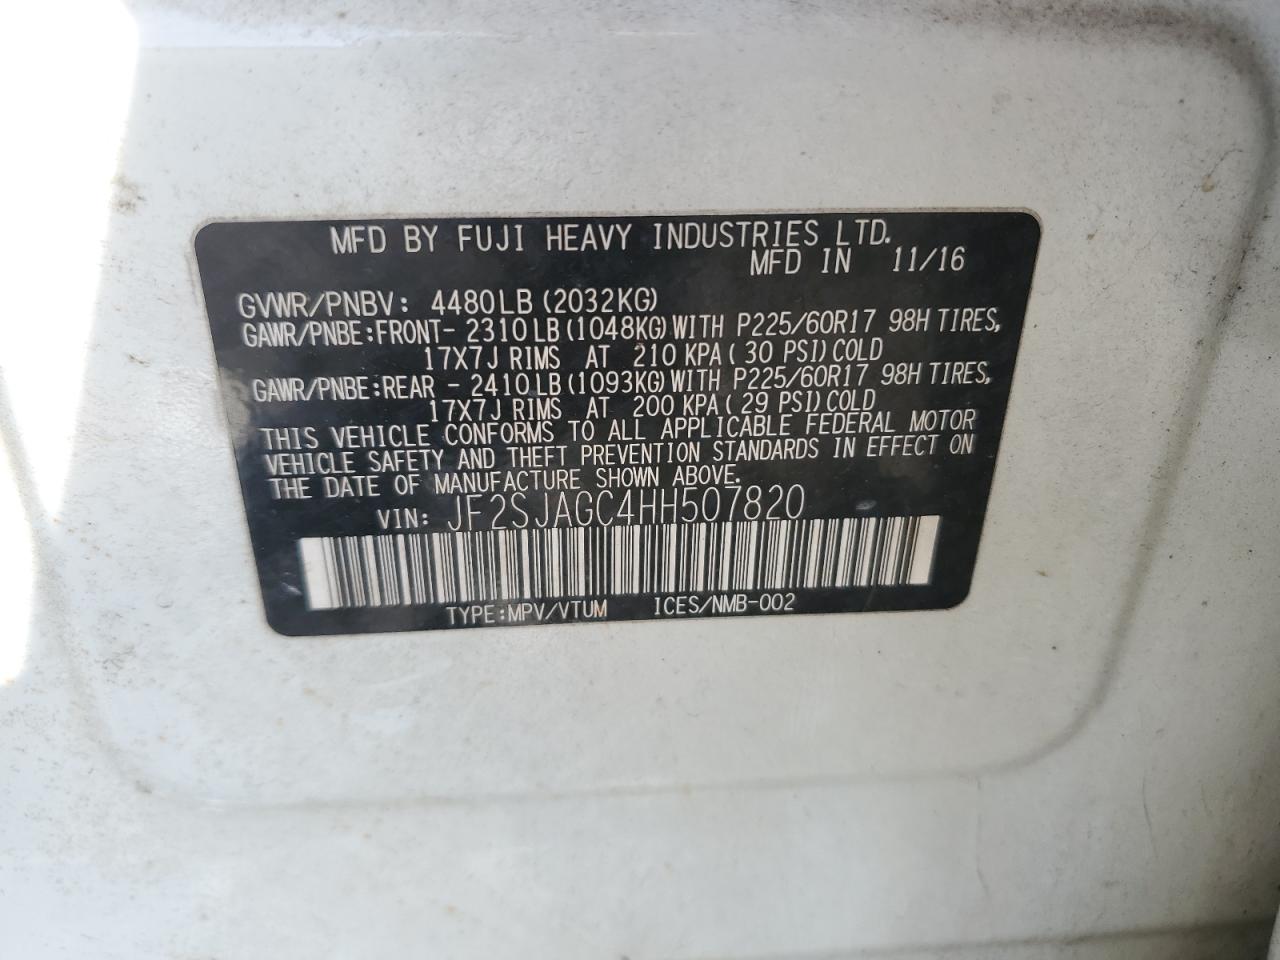 MFD BY FUJI HEAVY INDUSTRIES LTD.
MFD IN 11/16
GVWR/PNBV: 4480LB(2032KG)
GAWR/PNBE:FRONT- 2310LB(1048KG)WITH P225/60R17 98H TIRES,
17X7J RIMS AT 210 KPA(30 PSI)COLD
GAWR/PNBE:REAR - 2410LB(1093KG)WITH P225/60R17 98H TIRES,
17X7J RIMS AT 200 KPA(29 PSI)COLD
THIS VEHICLE CONFORMS TO ALL APPLICABLE FEDERAL MOTOR
VEHICLE SAFETY AND THEFT PREVENTION STANDARDS IN EFFECT ON
THE DATE OF MANUFACTURE SHOWN ABOVE.
VIN: JF2SJAGC4HH507820
TYPE:MPV/VTUM ICES/NMB-002